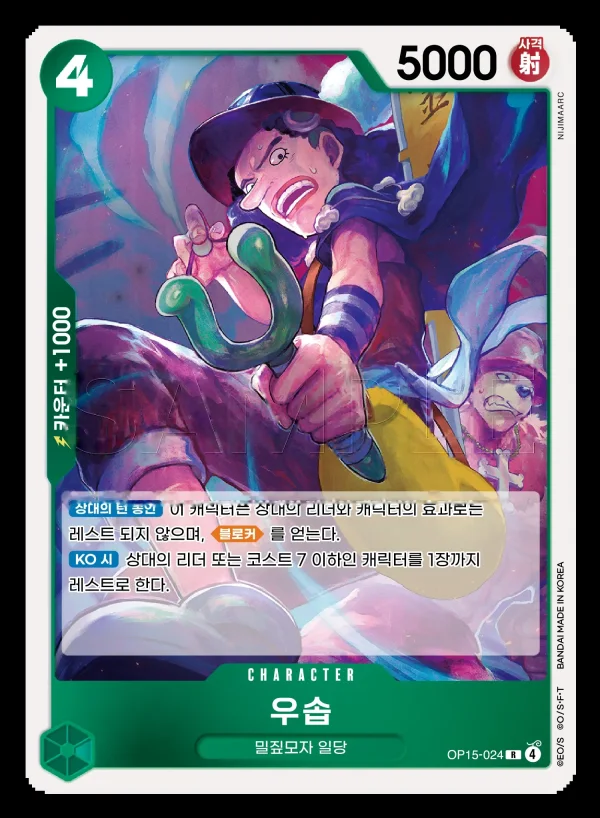 4
5000
사격
射
NIJIMAARC
카운터 +1000
SAMPLE
상대의 턴 동안 이 캐릭터는 상대의 리더와 캐릭터의 효과로는
레스트 되지 않으며, 블로커 를 얻는다.
KO 시 상대의 리더 또는 코스트 7 이하인 캐릭터를 1장까지
레스트로 한다.
CHARACTER
우솝
밀짚모자 일당
OP15-024 R 4
©EO/S ©O/S·F·T BANDAI MADE IN KOREA